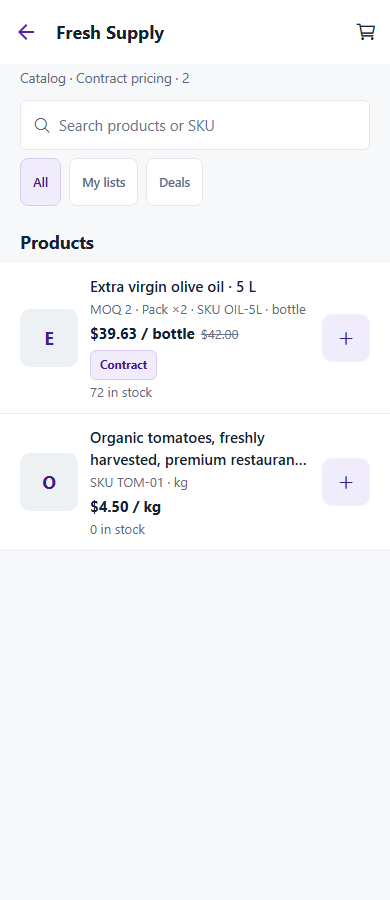 Fresh Supply
Catalog · Contract pricing · 2
Search products or SKU
All
My lists
Deals
Products
E
Extra virgin olive oil · 5 L
MOQ 2 · Pack ×2 · SKU OIL-5L · bottle
$39.63 / bottle $42.00
Contract
72 in stock
O
Organic tomatoes, freshly
harvested, premium restauran...
SKU TOM-01 · kg
$4.50 / kg
0 in stock